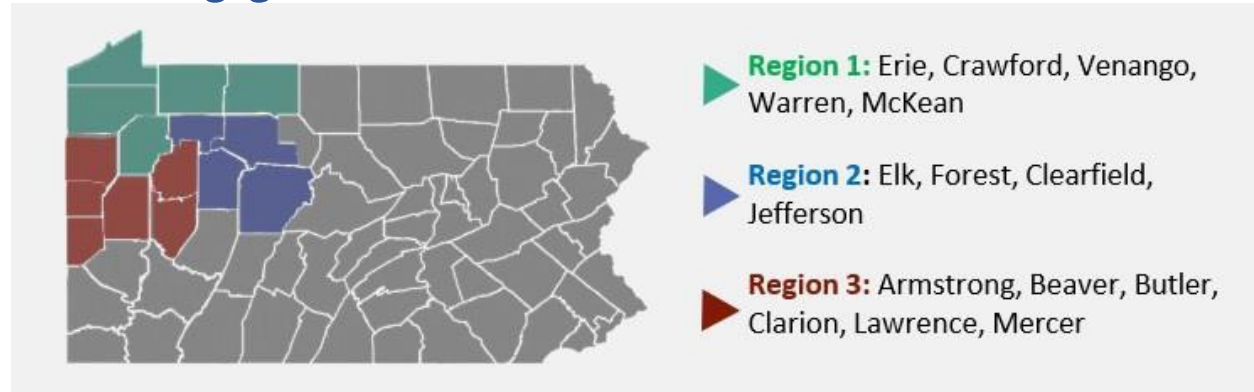 Region 1: Erie, Crawford, Venango,
Warren, McKean
Region 2: Elk, Forest, Clearfield,
Jefferson
Region 3: Armstrong, Beaver, Butler,
Clarion, Lawrence, Mercer